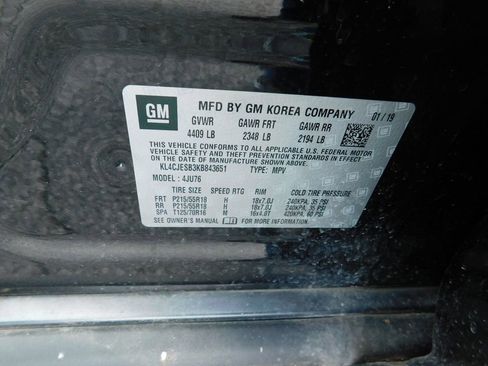 GM MFD BY GM KOREA COMPANY 01/19
GVWR GAWR FRT GAWR RR
4409 LB 2348 LB 2194 LB
THIS VEHICLE CONFORMS TO ALL APPLICABLE U.S. FEDERAL MOTOR
VEHICLE SAFETY AND THEFT PREVENTION STANDARDS IN EFFECT
ON THE DATE OF MANUFACTURE SHOWN ABOVE.
KL4CJESB3KB843651 TYPE: MPV
MODEL: 4JU76
TIRE SIZE SPEED RTG RIM
FRT P215/55R18 H 18x7.0J 240KPA, 35 PSI
RR P215/55R18 H 18x7.0J 240KPA, 35 PSI
SPA T125/70R16 M 16x4.0T 420KPA, 60 PSI
SEE OWNER'S MANUAL FOR MORE INFORMATION.